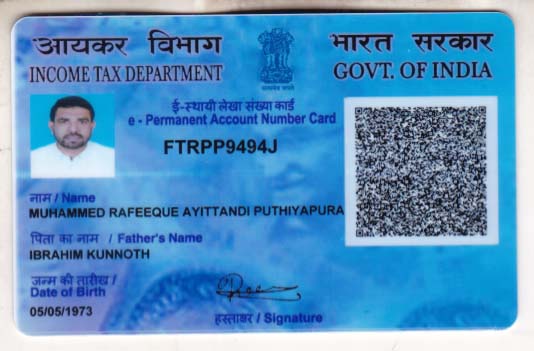 आयकर विभाग
INCOME TAX DEPARTMENT
भारत सरकार
GOVT. OF INDIA
ई-स्थायी लेखा संख्या कार्ड
e - Permanent Account Number Card
FTRPP9494J
नाम / Name
MUHAMMED RAFEEQUE AYITTANDI PUTHIYAPURA
पिता का नाम / Father's Name
IBRAHIM KUNNOTH
जन्म की तारीख /
Date of Birth
05/05/1973
हस्ताक्षर / Signature